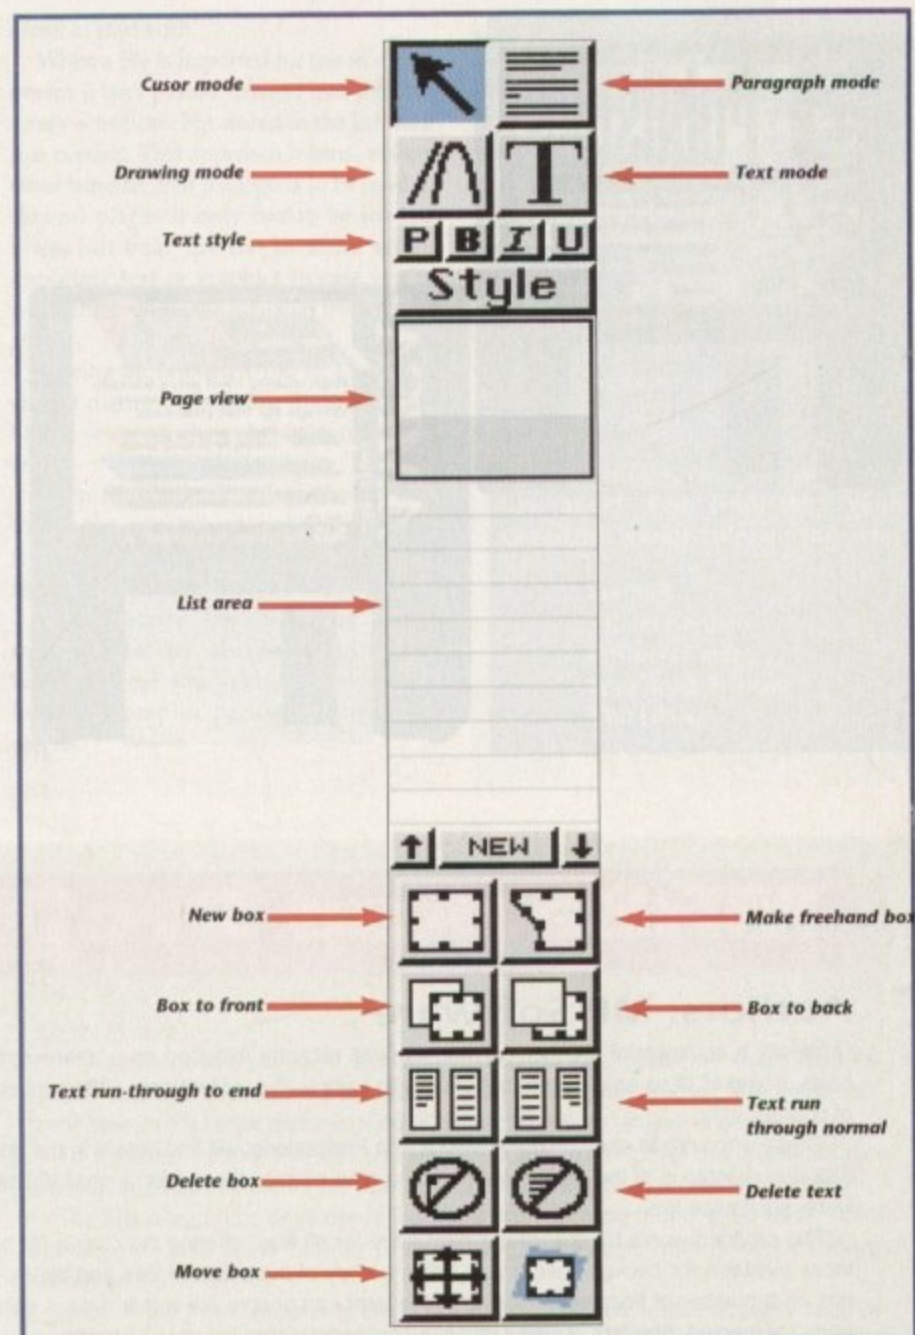 Cusor mode
Paragraph mode
Drawing mode
Text mode
Text style
P B I U
Style
Page view
List area
NEW
New box
Make freehand box
Box to front
Box to back
Text run-through to end
Text run
through normal
Delete box
Delete text
Move box